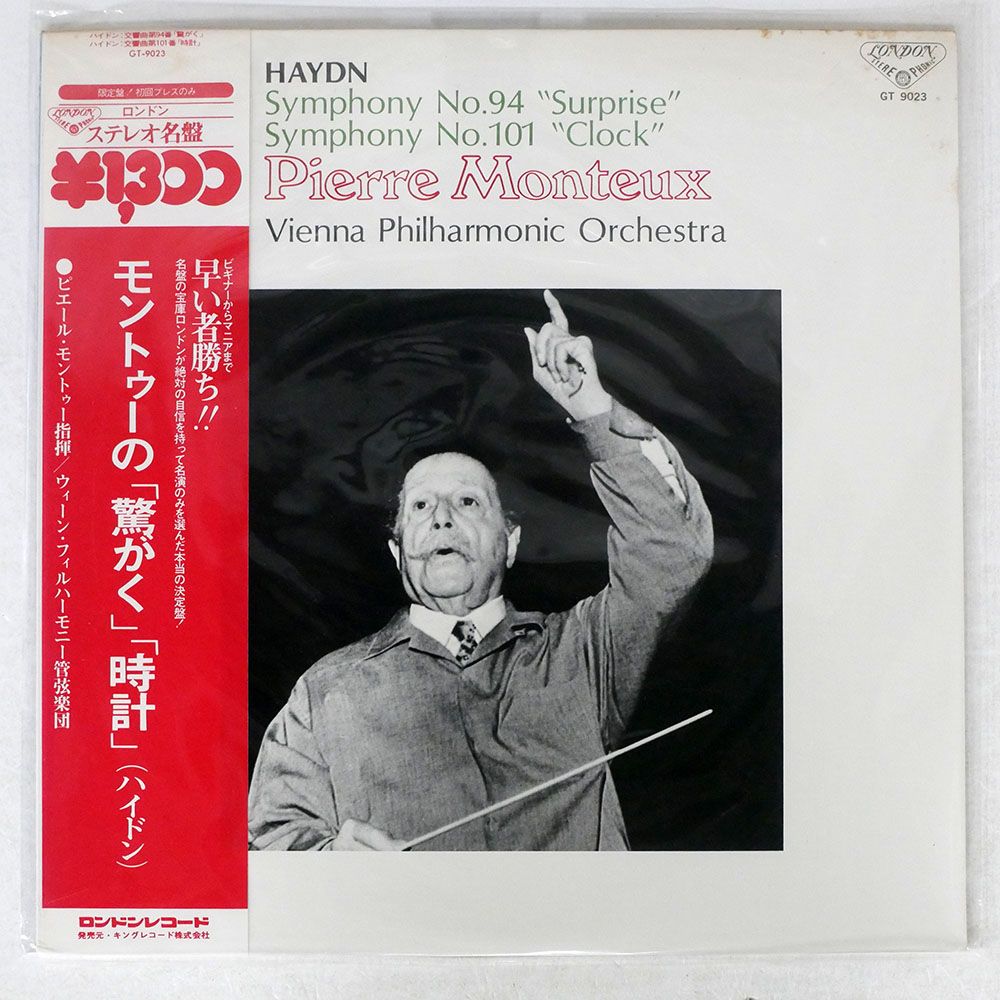 ハイドン：交響曲第94番「驚がく」
ハイドン：交響曲第101番「時計」
GT-9023
限定盤！初回プレスのみ
LONDON
STEREO PHONIC
ロンドン
ステレオ名盤
¥1,300
ビギナーからマニアまで
早い者勝ち!!
名盤の宝庫ロンドンが絶対の自信を持って名演のみを選んだ本当の決定盤！
モントゥーの「驚がく」「時計」（ハイドン）
●ピエール・モントゥー指揮／ウィーン・フィルハーモニー管弦楽団
ロンドンレコード
発売元・キングレコード株式会社
HAYDN
Symphony No.94 “Surprise”
Symphony No.101 “Clock”
Pierre Monteux
Vienna Philharmonic Orchestra
LONDON
STEREO PHONIC
GT 9023